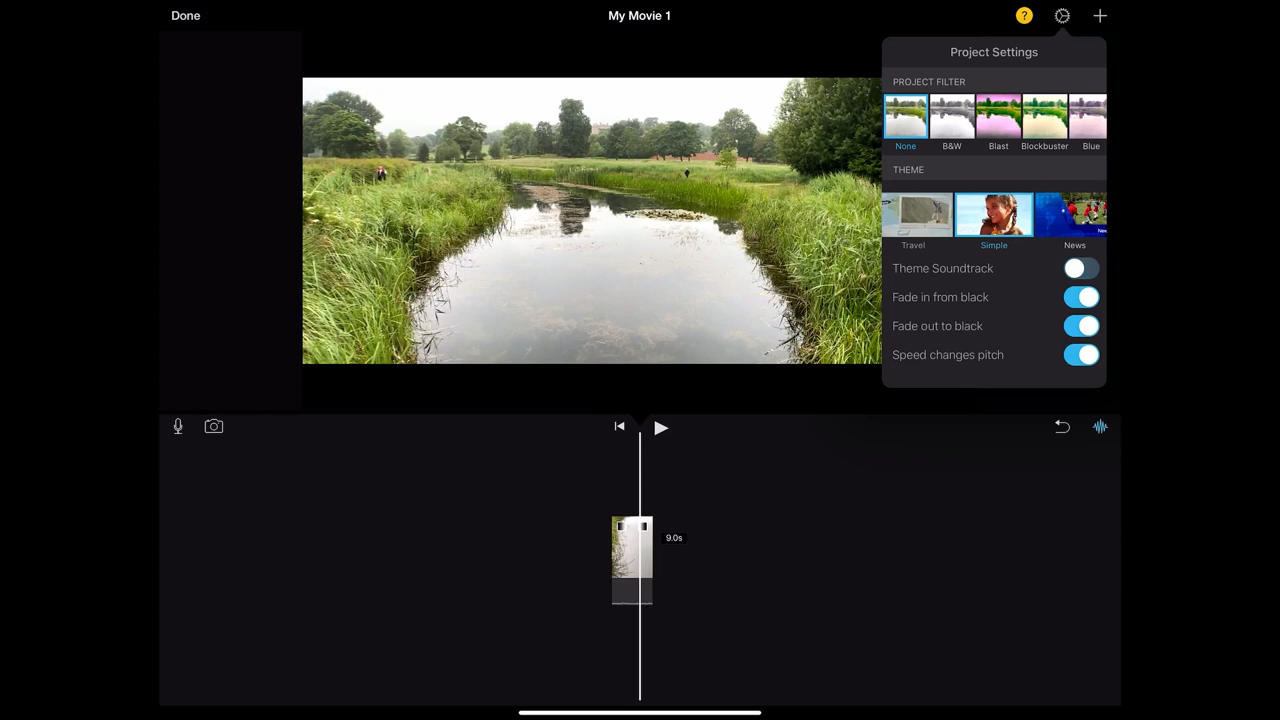 Done
My Movie 1
?
Project Settings
PROJECT FILTER
None
B&W
Blast
Blockbuster
Blue
THEME
New
Travel
Simple
News
Theme Soundtrack
Fade in from black
Fade out to black
Speed changes pitch
9.0s